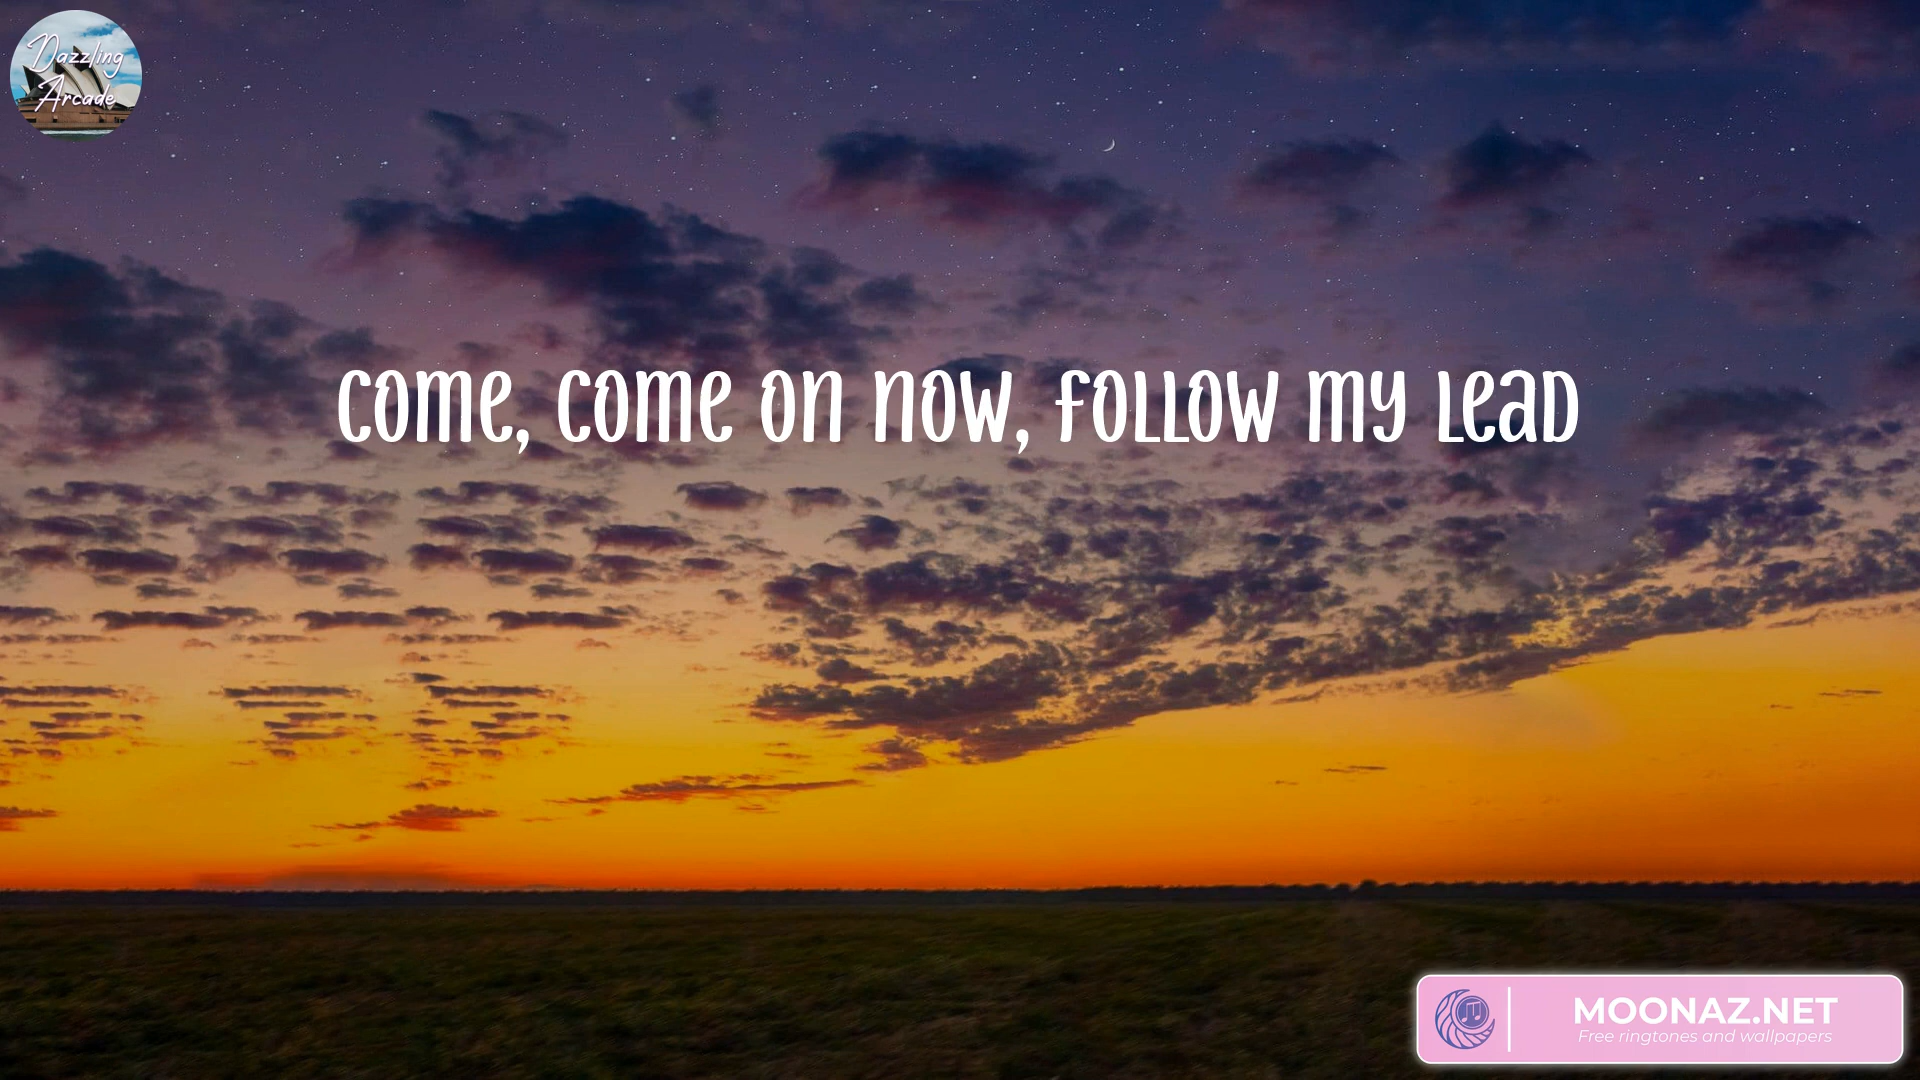 Dazzling
Arcade
come, come on now, follow my lead
MOONAZ.NET
Free ringtones and wallpapers